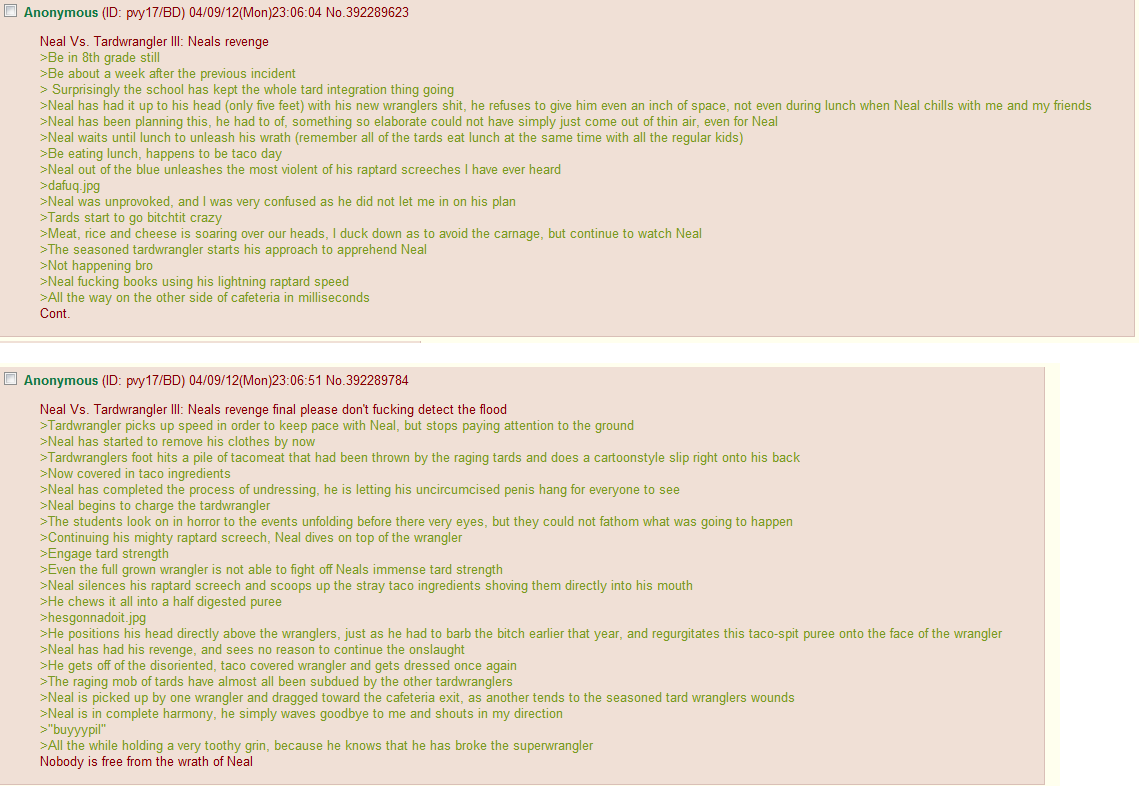 Anonymous (ID: pvy17/BD) 04/09/12(Mon)23:06:04 No.392289623
Neal Vs. Tardwrangler III: Neals revenge
>Be in 8th grade still
>Be about a week after the previous incident
> Surprisingly the school has kept the whole tard integration thing going
>Neal has had it up to his head (only five feet) with his new wranglers shit, he refuses to give him even an inch of space, not even during lunch when Neal chills with me and my friends
>Neal has been planning this, he had to of, something so elaborate could not have simply just come out of thin air, even for Neal
>Neal waits until lunch to unleash his wrath (remember all of the tards eat lunch at the same time with all the regular kids)
>Be eating lunch, happens to be taco day
>Neal out of the blue unleashes the most violent of his raptard screeches I have ever heard
>dafuq.jpg
>Neal was unprovoked, and I was very confused as he did not let me in on his plan
>Tards start to go bitchtit crazy
>Meat, rice and cheese is soaring over our heads, I duck down as to avoid the carnage, but continue to watch Neal
>The seasoned tardwrangler starts his approach to apprehend Neal
>Not happening bro
>Neal fucking books using his lightning raptard speed
>All the way on the other side of cafeteria in milliseconds
Cont.
Anonymous (ID: pvy17/BD) 04/09/12(Mon)23:06:51 No.392289784
Neal Vs. Tardwrangler III: Neals revenge final please don't fucking detect the flood
>Tardwrangler picks up speed in order to keep pace with Neal, but stops paying attention to the ground
>Neal has started to remove his clothes by now
>Tardwranglers foot hits a pile of tacomeat that had been thrown by the raging tards and does a cartoonstyle slip right onto his back
>Now covered in taco ingredients
>Neal has completed the process of undressing, he is letting his uncircumcised penis hang for everyone to see
>Neal begins to charge the tardwrangler
>The students look on in horror to the events unfolding before there very eyes, but they could not fathom what was going to happen
>Continuing his mighty raptard screech, Neal dives on top of the wrangler
>Engage tard strength
>Even the full grown wrangler is not able to fight off Neals immense tard strength
>Neal silences his raptard screech and scoops up the stray taco ingredients shoving them directly into his mouth
>He chews it all into a half digested puree
>hesgonnadoit.jpg
>He positions his head directly above the wranglers, just as he had to barb the bitch earlier that year, and regurgitates this taco-spit puree onto the face of the wrangler
>Neal has had his revenge, and sees no reason to continue the onslaught
>He gets off of the disoriented, taco covered wrangler and gets dressed once again
>The raging mob of tards have almost all been subdued by the other tardwranglers
>Neal is picked up by one wrangler and dragged toward the cafeteria exit, as another tends to the seasoned tard wranglers wounds
>Neal is in complete harmony, he simply waves goodbye to me and shouts in my direction
>"buyyypil"
>All the while holding a very toothy grin, because he knows that he has broke the superwrangler
Nobody is free from the wrath of Neal